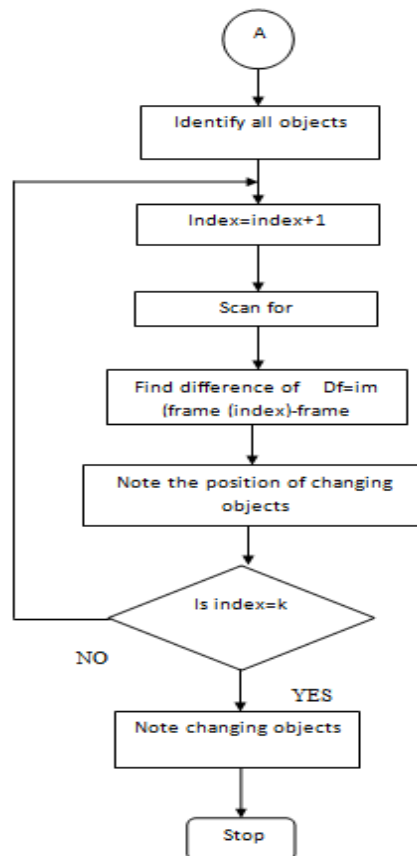 A
Identify all objects
Index=index+1
Scan for
Find difference of Df=im
(frame (index)-frame
Note the position of changing
objects
Is index=k
NO
YES
Note changing objects
Stop